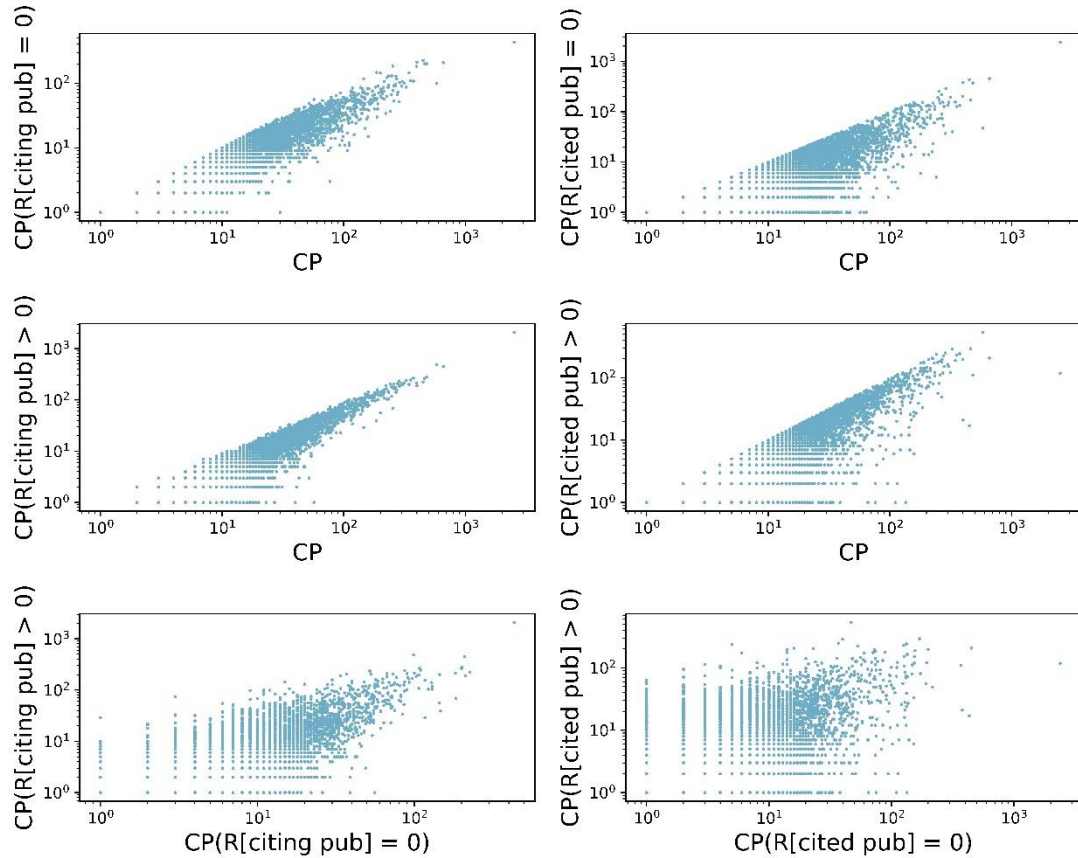 CP(R[citing pub] = 0)
10²
10¹
10⁰
10⁰ 10¹ 10² 10³
CP
CP(R[cited pub] = 0)
10³
10²
10¹
10⁰
10⁰ 10¹ 10² 10³
CP
CP(R[citing pub] > 0)
10³
10²
10¹
10⁰
10⁰ 10¹ 10² 10³
CP
CP(R[cited pub] > 0)
10²
10¹
10⁰
10⁰ 10¹ 10² 10³
CP
CP(R[citing pub] > 0)
10³
10²
10¹
10⁰
10⁰ 10¹ 10²
CP(R[citing pub] = 0)
CP(R[cited pub] > 0)
10²
10¹
10⁰
10⁰ 10¹ 10² 10³
CP(R[cited pub] = 0)